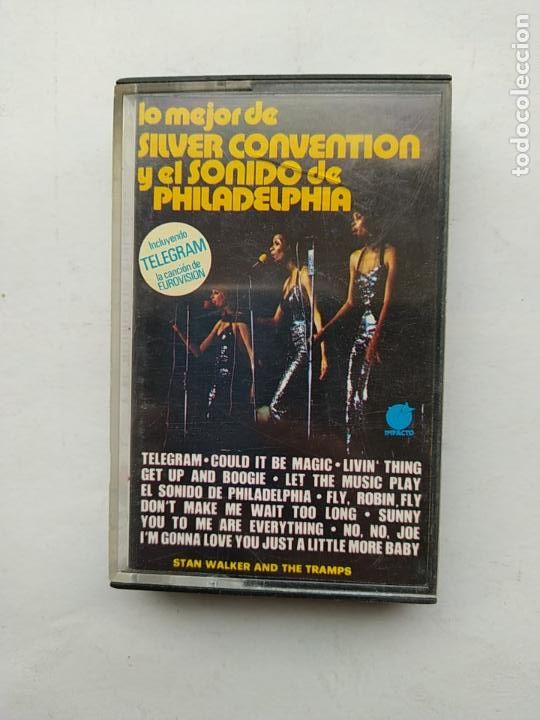 lo mejor de
SILVER CONVENTION
y el SONIDO de
PHILADELPHIA
Incluyendo
TELEGRAM
la canción de
EUROVISION
IMPACTO
TELEGRAM • COULD IT BE MAGIC • LIVIN' THING
GET UP AND BOOGIE • LET THE MUSIC PLAY
EL SONIDO DE PHILADELPHIA • FLY, ROBIN, FLY
DON'T MAKE ME WAIT TOO LONG • SUNNY
YOU TO ME ARE EVERYTHING • NO, NO, JOE
I'M GONNA LOVE YOU JUST A LITTLE MORE BABY
STAN WALKER AND THE TRAMPS
todocoleccion.net